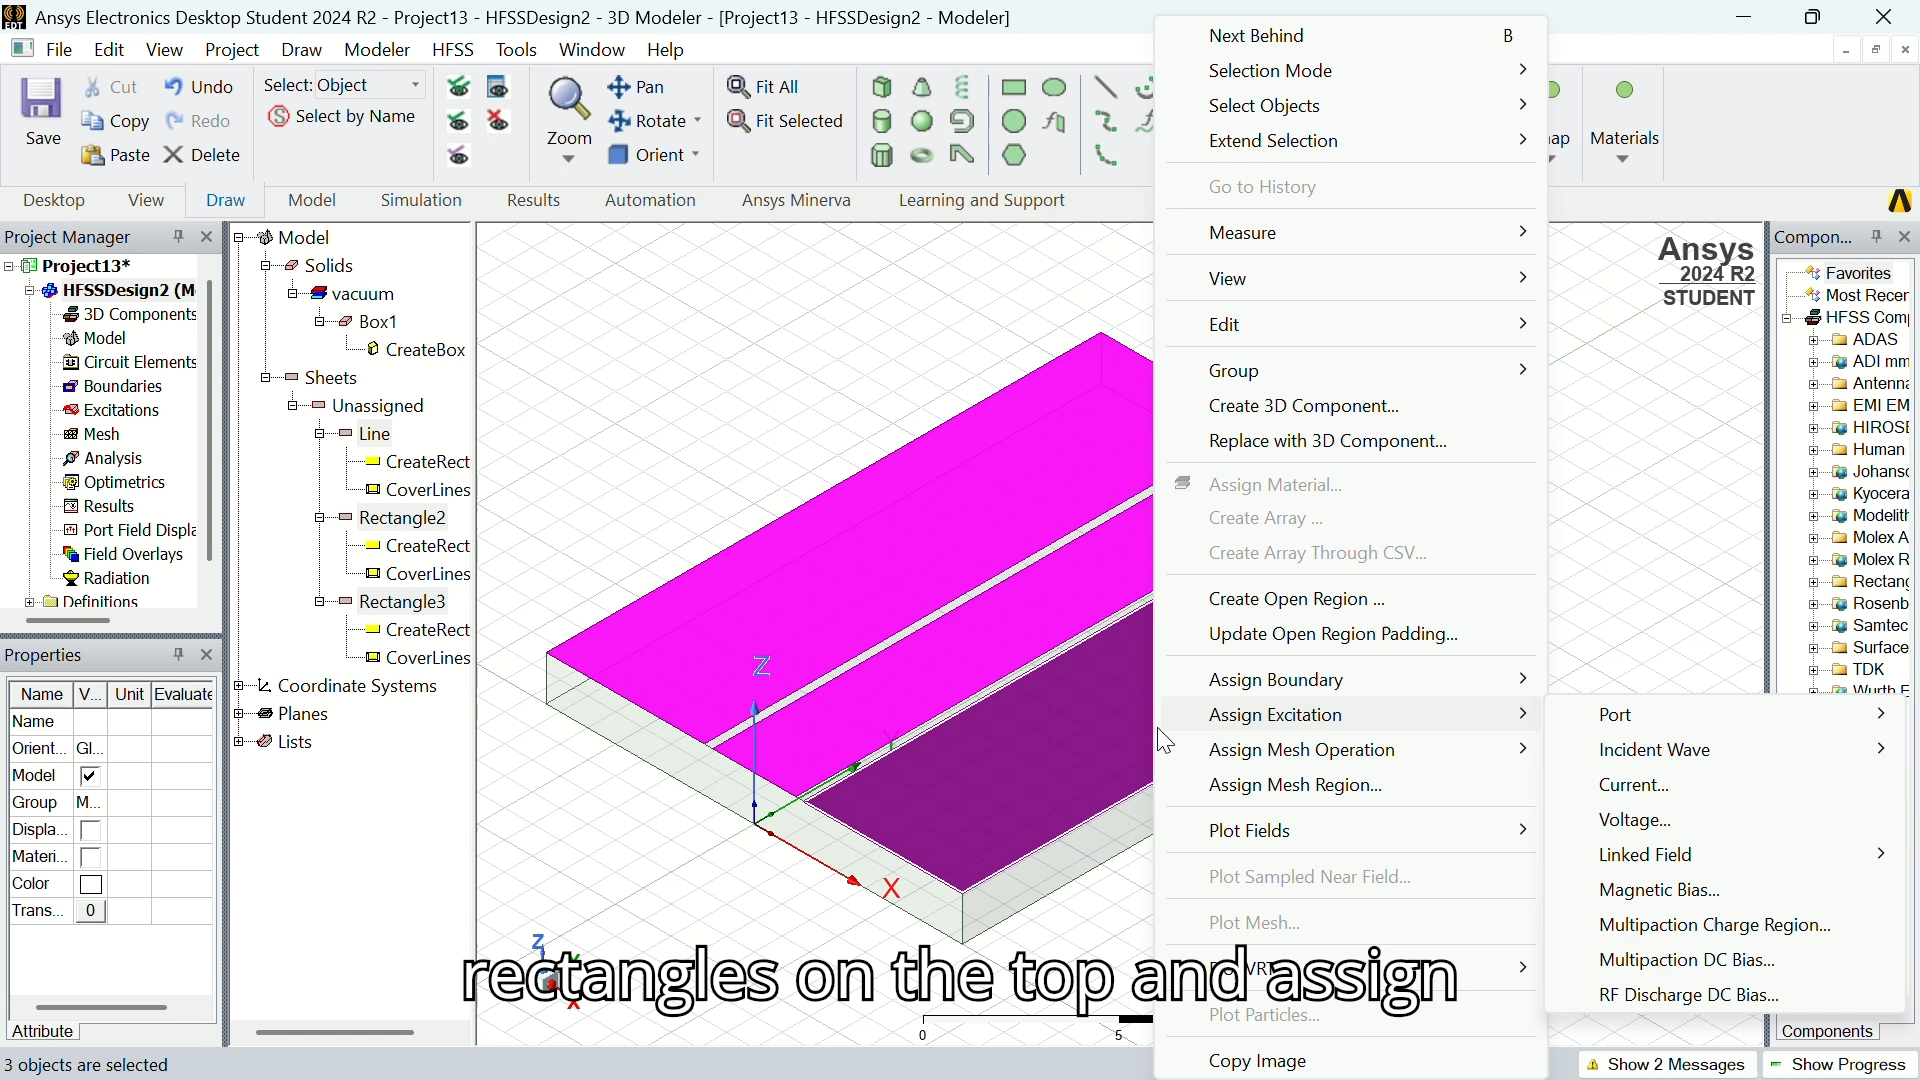 Ansys Electronics Desktop Student 2024 R2 - Project13 - HFSSDesign2 - 3D Modeler - [Project13 - HFSSDesign2 - Modeler]
File Edit View Project Draw Modeler HFSS Tools Window Help
Save
Cut
Copy
Paste
Undo
Redo
Delete
Select: Object
Select by Name
Zoom
Pan
Rotate
Orient
Fit All
Fit Selected
Materials
Desktop View Draw Model Simulation Results Automation Ansys Minerva Learning and Support
Project Manager
Project13*
HFSSDesign2 (M
3D Components
Model
Circuit Elements
Boundaries
Excitations
Mesh
Analysis
Optimetrics
Results
Port Field Displa
Field Overlays
Radiation
Definitions
Properties
Name V... Unit Evaluate
Name
Orient... Gl...
Model
Group M...
Displa...
Materi...
Color
Trans... 0
Attribute
Model
Solids
vacuum
Box1
CreateBox
Sheets
Unassigned
Line
CreateRect
CoverLines
Rectangle2
CreateRect
CoverLines
Rectangle3
CreateRect
CoverLines
Coordinate Systems
Planes
Lists
Z
Y
X
Z
X
0 5
Ansys
2024 R2
STUDENT
Next Behind B
Selection Mode
Select Objects
Extend Selection
Go to History
Measure
View
Edit
Group
Create 3D Component...
Replace with 3D Component...
Assign Material...
Create Array ...
Create Array Through CSV...
Create Open Region ...
Update Open Region Padding...
Assign Boundary
Assign Excitation
Assign Mesh Operation
Assign Mesh Region...
Plot Fields
Plot Sampled Near Field...
Plot Mesh...
Plot Particles...
Copy Image
Port
Incident Wave
Current...
Voltage...
Linked Field
Magnetic Bias...
Multipaction Charge Region...
Multipaction DC Bias...
RF Discharge DC Bias...
Compon...
Favorites
Most Recen
HFSS Comp
ADAS
ADI mm
Antenna
EMI EM
HIROSE
Human
Johanso
Kyocera
Modelith
Molex A
Molex R
Rectang
Rosenb
Samtec
Surface
TDK
Wurth E
Components
rectangles on the top and assign
3 objects are selected
Show 2 Messages
Show Progress